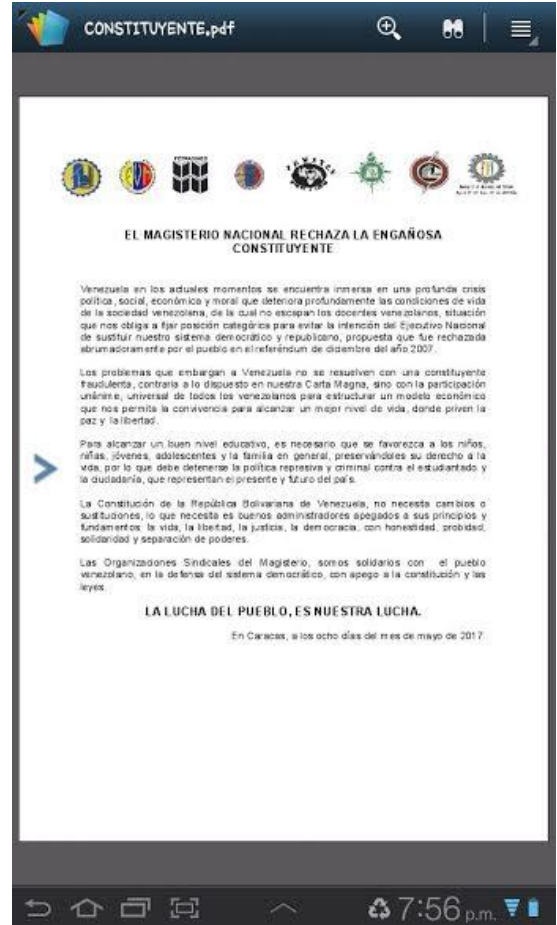 CONSTITUYENTE.pdf
EL MAGISTERIO NACIONAL RECHAZA LA ENGAÑOSA
CONSTITUYENTE
Venezuela en los actuales momentos se encuentra inmersa en una profunda crisis
política, social, económica y moral que deteriora profundamente las condiciones de vida
de la sociedad venezolana, de la cual no escapan los docentes venezolanos, situación
que nos obliga a fijar posición categórica para evitar la intención del Ejecutivo Nacional
de sustituir nuestro sistema democrático y republicano, propuesta que fue rechazada
abrumadoramente por el pueblo en el referéndum de diciembre del año 2007.
Los problemas que embargan a Venezuela no se resuelven con una constituyente
fraudulenta, contraria a lo dispuesto en nuestra Carta Magna, sino con la participación
unánime, universal de todos los venezolanos para estructurar un modelo económico
que nos permita la convivencia para alcanzar un mejor nivel de vida, donde priven la
paz y la libertad.
Para alcanzar un buen nivel educativo, es necesario que se favorezca a los niños,
niñas, jóvenes, adolescentes y la familia en general, preservándoles su derecho a la
vida, por lo que debe detenerse la política represiva y criminal contra el estudiantado y
la ciudadanía, que representan el presente y futuro del país.
La Constitución de la República Bolivariana de Venezuela, no necesita cambios o
sustituciones, lo que necesita es buenos administradores apegados a sus principios y
fundamentos: la vida, la libertad, la justicia, la democracia, con honestidad, probidad,
solidaridad y separación de poderes.
Las Organizaciones Sindicales del Magisterio, somos solidarios con el pueblo
venezolano, en la defensa del sistema democrático, con apego a la constitución y las
leyes.
LA LUCHA DEL PUEBLO, ES NUESTRA LUCHA.
En Caracas, a los ocho días del mes de mayo de 2017.
7:56 p.m.